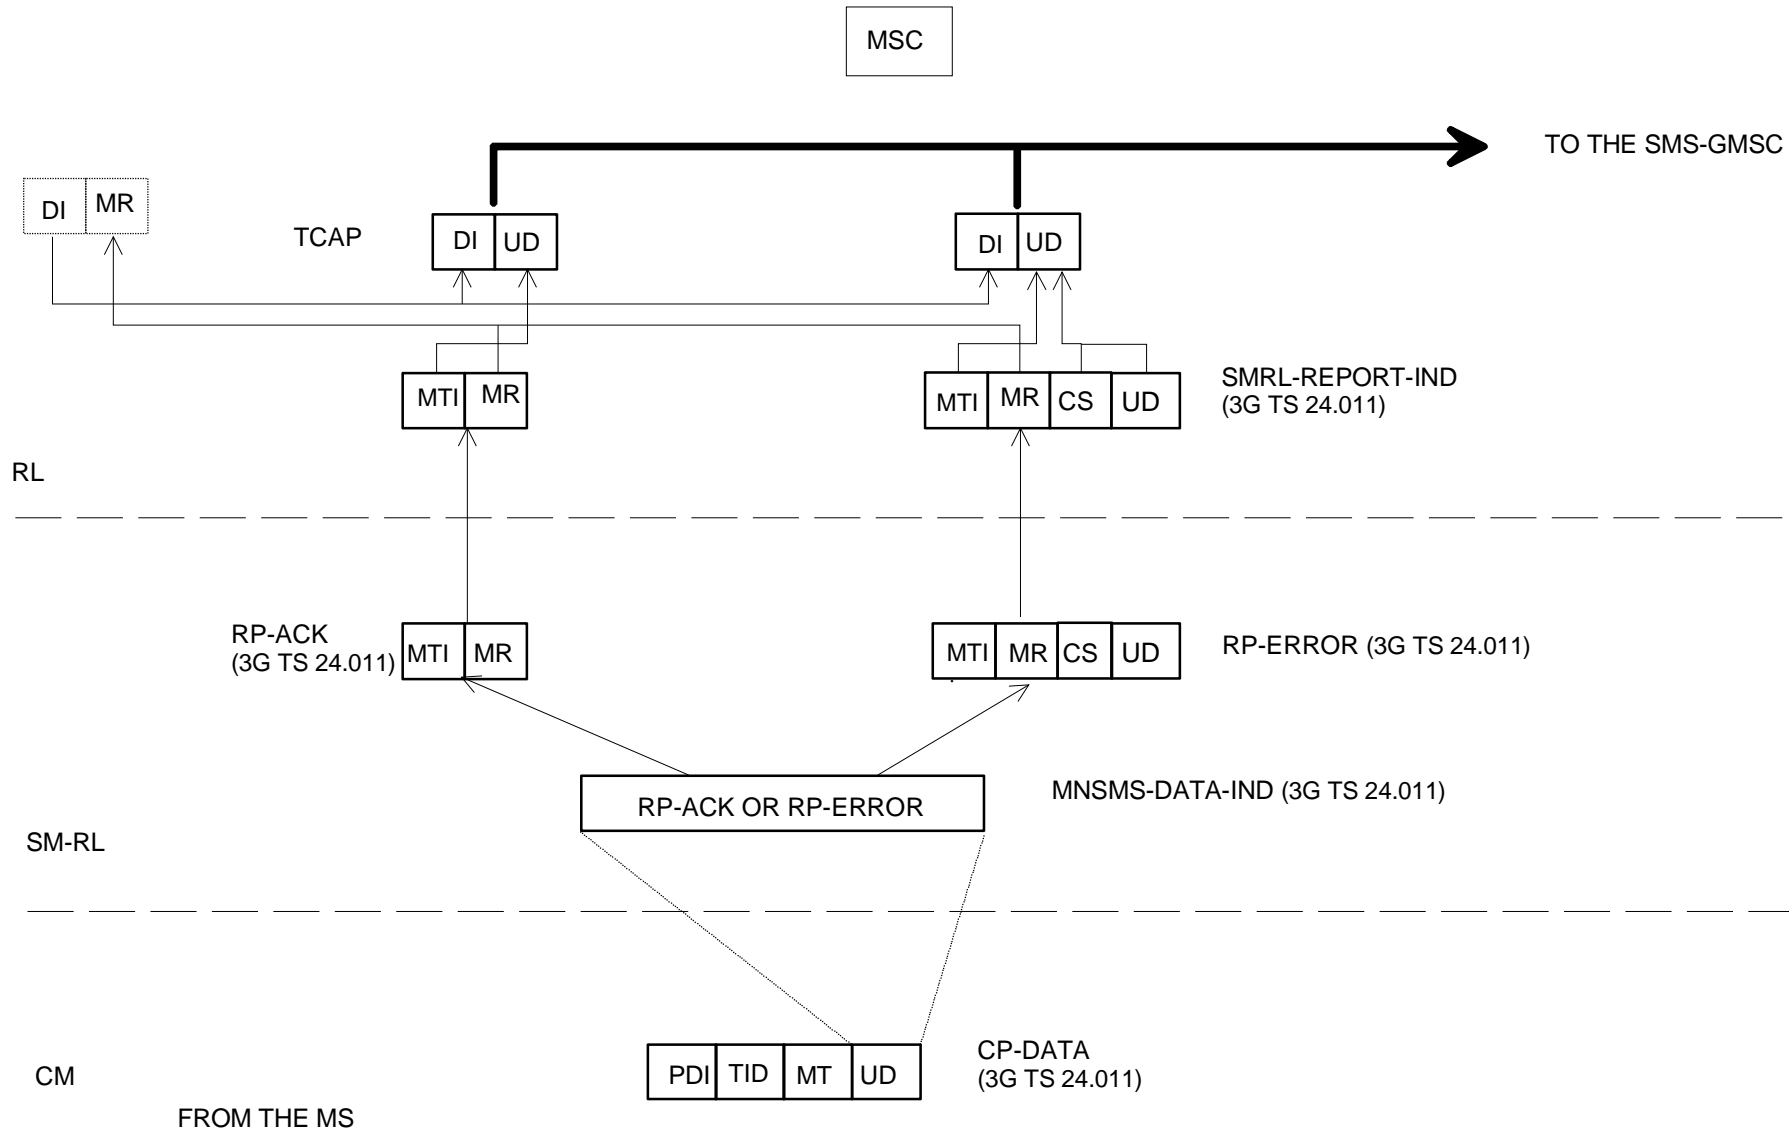 MSC
TO THE SMS-GMSC
DI MR
TCAP
DI UD
DI UD
MTI MR
MTI MR CS UD
SMRL-REPORT-IND
(3G TS 24.011)
RL
RP-ACK
(3G TS 24.011)
MTI MR
MTI MR CS UD
RP-ERROR (3G TS 24.011)
RP-ACK OR RP-ERROR
MNSMS-DATA-IND (3G TS 24.011)
SM-RL
PDI TID MT UD
CP-DATA
(3G TS 24.011)
CM
FROM THE MS